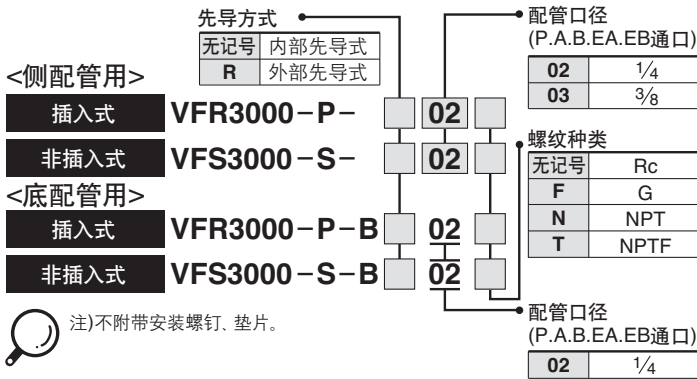 先导方式
无记号 内部先导式
R 外部先导式
配管口径
(P.A.B.EA.EB通口)
02 1/4
03 3/8
<侧配管用>
插入式 VFR3000-P- 02
非插入式 VFS3000-S- 02
<底配管用>
插入式 VFR3000-P-B 02
非插入式 VFS3000-S-B 02
螺纹种类
无记号 Rc
F G
N NPT
T NPTF
注)不附带安装螺钉、垫片。
配管口径
(P.A.B.EA.EB通口)
02 1/4